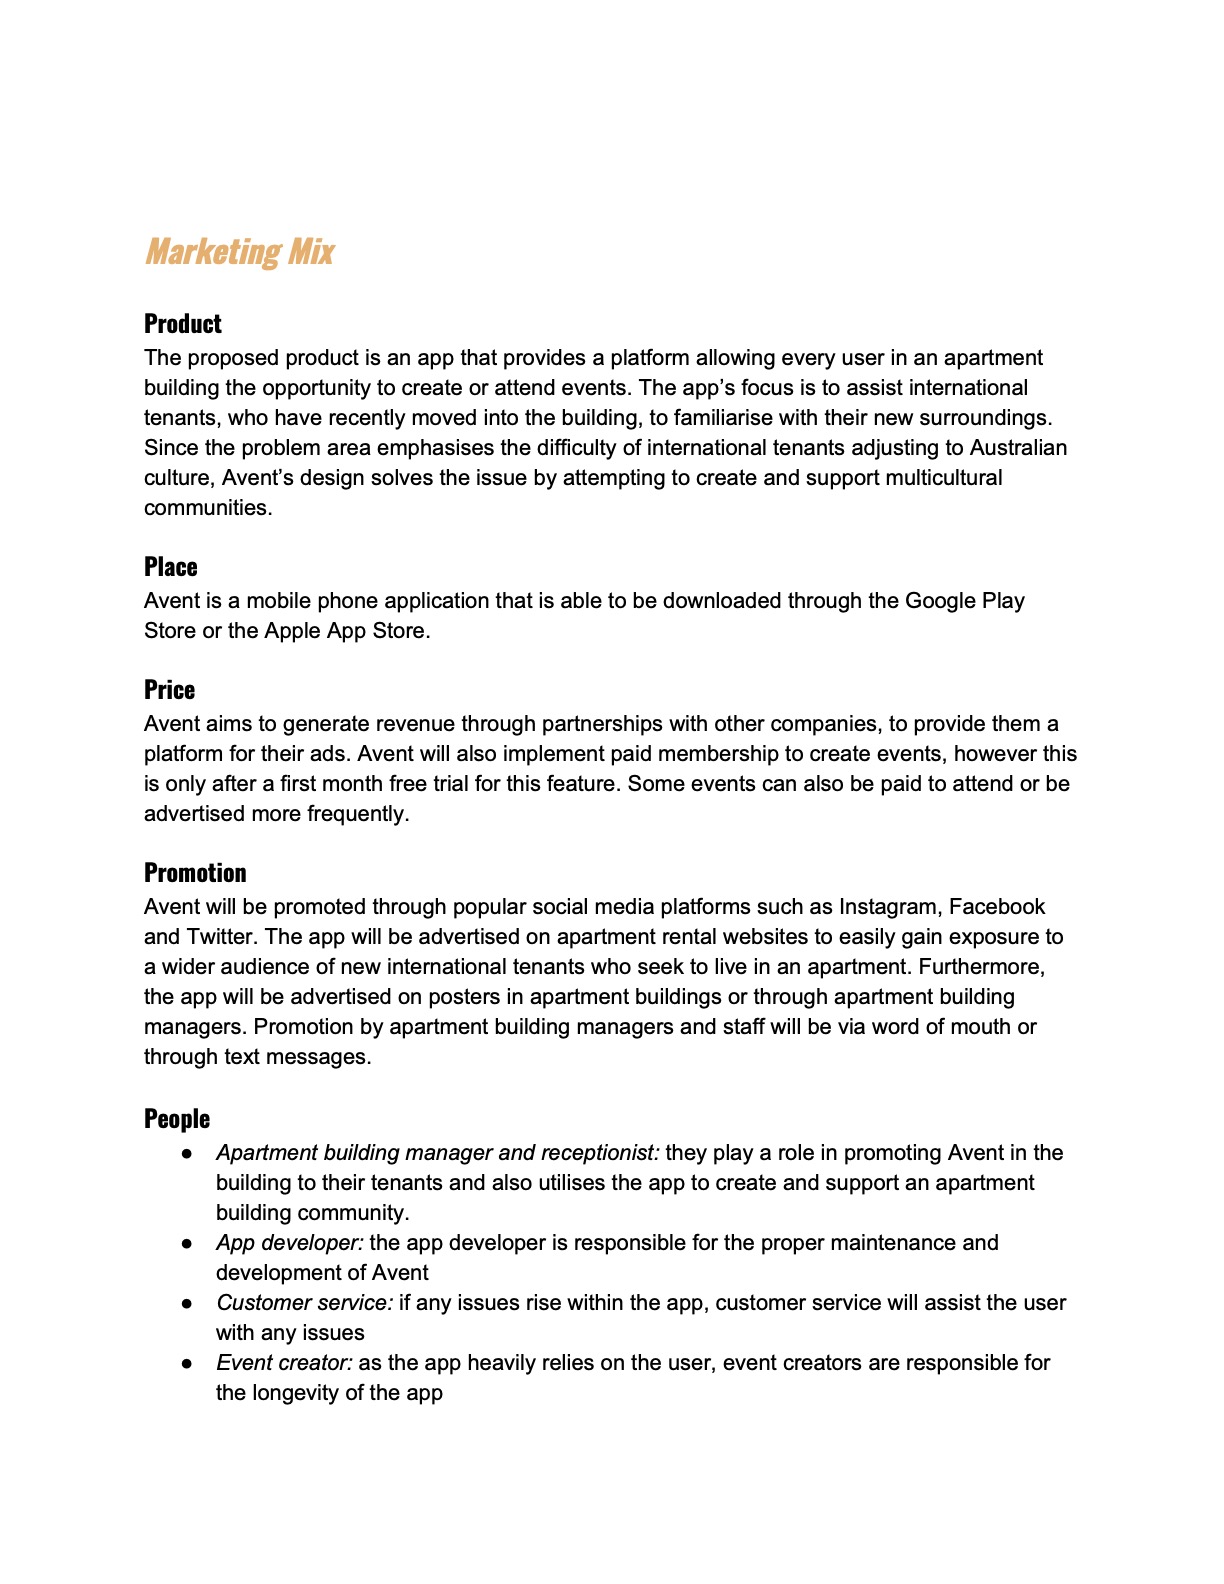 Marketing Mix
Product
The proposed product is an app that provides a platform allowing every user in an apartment
building the opportunity to create or attend events. The app’s focus is to assist international
tenants, who have recently moved into the building, to familiarise with their new surroundings.
Since the problem area emphasises the difficulty of international tenants adjusting to Australian
culture, Avent’s design solves the issue by attempting to create and support multicultural
communities.
Place
Avent is a mobile phone application that is able to be downloaded through the Google Play
Store or the Apple App Store.
Price
Avent aims to generate revenue through partnerships with other companies, to provide them a
platform for their ads. Avent will also implement paid membership to create events, however this
is only after a first month free trial for this feature. Some events can also be paid to attend or be
advertised more frequently.
Promotion
Avent will be promoted through popular social media platforms such as Instagram, Facebook
and Twitter. The app will be advertised on apartment rental websites to easily gain exposure to
a wider audience of new international tenants who seek to live in an apartment. Furthermore,
the app will be advertised on posters in apartment buildings or through apartment building
managers. Promotion by apartment building managers and staff will be via word of mouth or
through text messages.
People
● Apartment building manager and receptionist: they play a role in promoting Avent in the
building to their tenants and also utilises the app to create and support an apartment
building community.
● App developer: the app developer is responsible for the proper maintenance and
development of Avent
● Customer service: if any issues rise within the app, customer service will assist the user
with any issues
● Event creator: as the app heavily relies on the user, event creators are responsible for
the longevity of the app